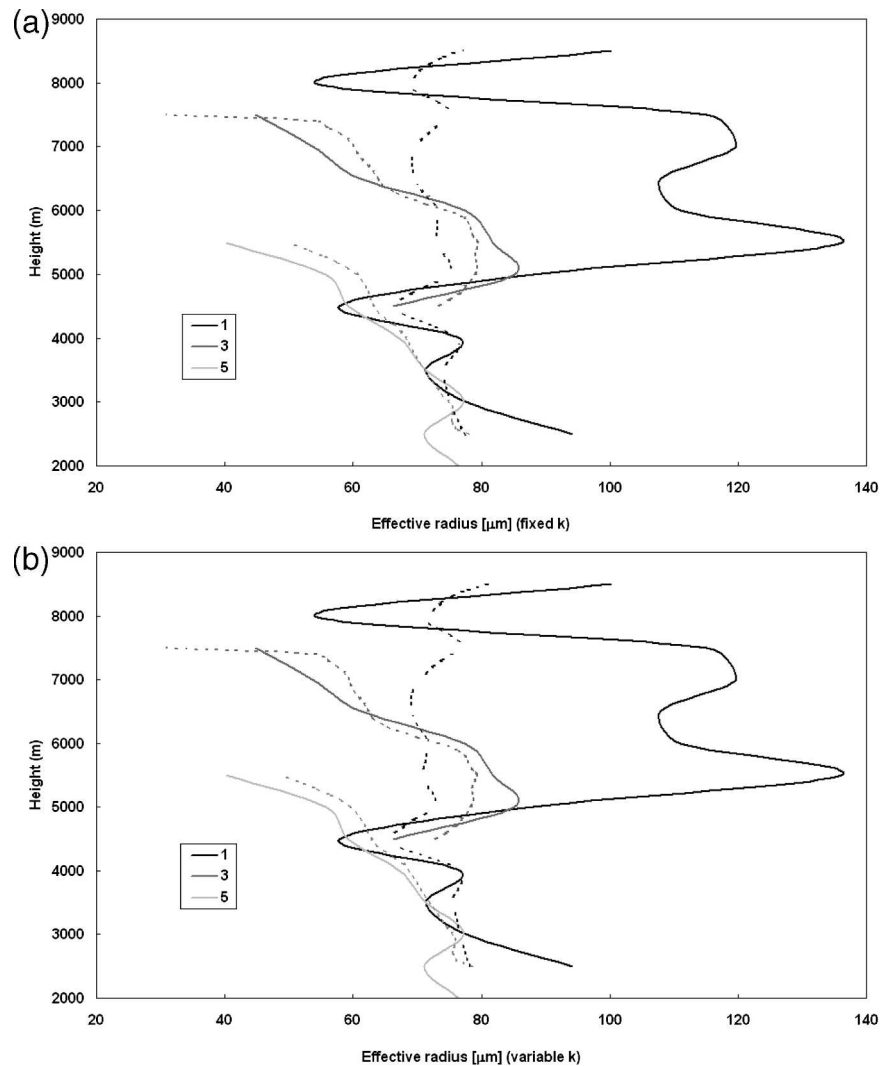 (a)
9000
8000
7000
6000
5000
4000
3000
2000
Height (m)
1
3
5
20 40 60 80 100 120 140
Effective radius [µm] (fixed k)
(b)
9000
8000
7000
6000
5000
4000
3000
2000
Height (m)
1
3
5
20 40 60 80 100 120 140
Effective radius [µm] (variable k)